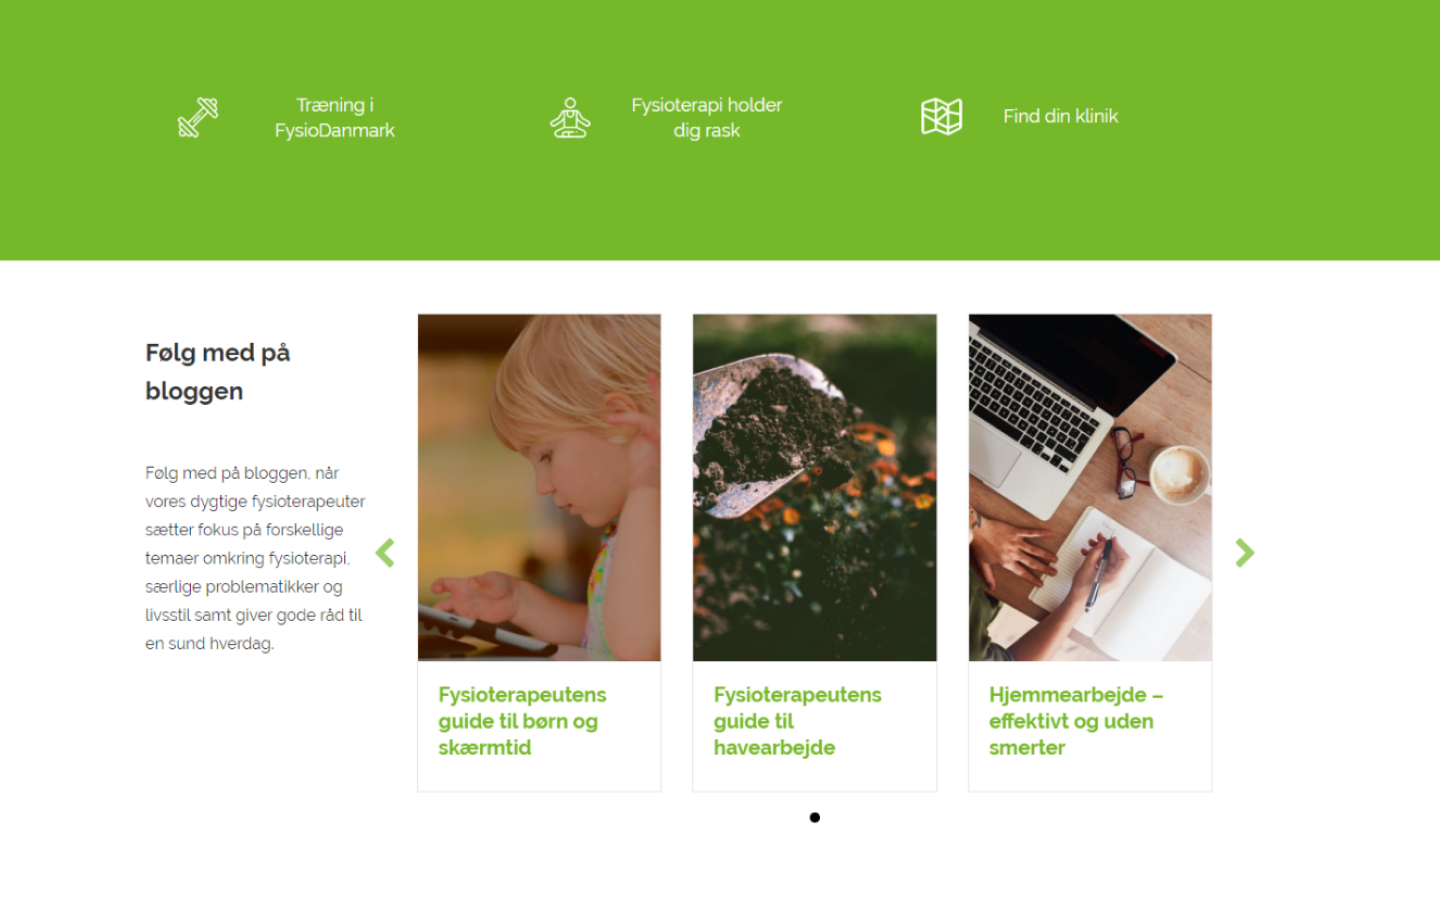 Træning i
FysioDanmark
Fysioterapi holder
dig rask
Find din klinik
Følg med på
bloggen
Følg med på bloggen, når
vores dygtige fysioterapeuter
sætter fokus på forskellige
temaer omkring fysioterapi,
særlige problematikker og
livsstil samt giver gode råd til
en sund hverdag.
Fysioterapeutens
guide til børn og
skærmtid
Fysioterapeutens
guide til
havearbejde
Hjemmearbejde –
effektivt og uden
smerter